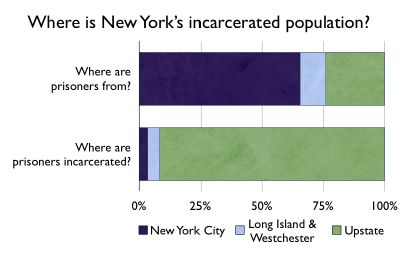 Where is New York's incarcerated population?
Where are
prisoners from?
Where are
prisoners incarcerated?
0% 25% 50% 75% 100%
New York City
Long Island &
Westchester
Upstate